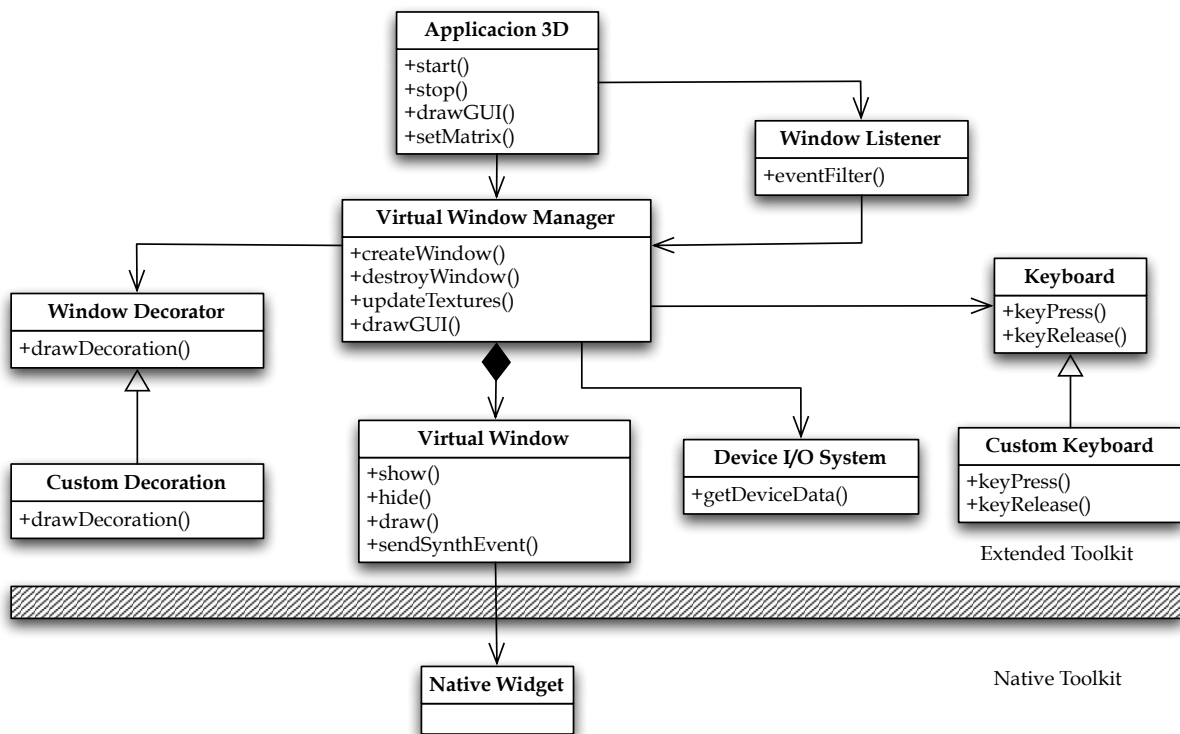 Applicacion 3D
+start()
+stop()
+drawGUI()
+setMatrix()
Window Listener
+eventFilter()
Virtual Window Manager
+createWindow()
+destroyWindow()
+updateTextures()
+drawGUI()
Window Decorator
+drawDecoration()
Keyboard
+keyPress()
+keyRelease()
Virtual Window
+show()
+hide()
+draw()
+sendSynthEvent()
Device I/O System
+getDeviceData()
Custom Keyboard
+keyPress()
+keyRelease()
Custom Decoration
+drawDecoration()
Extended Toolkit
Native Widget
Native Toolkit